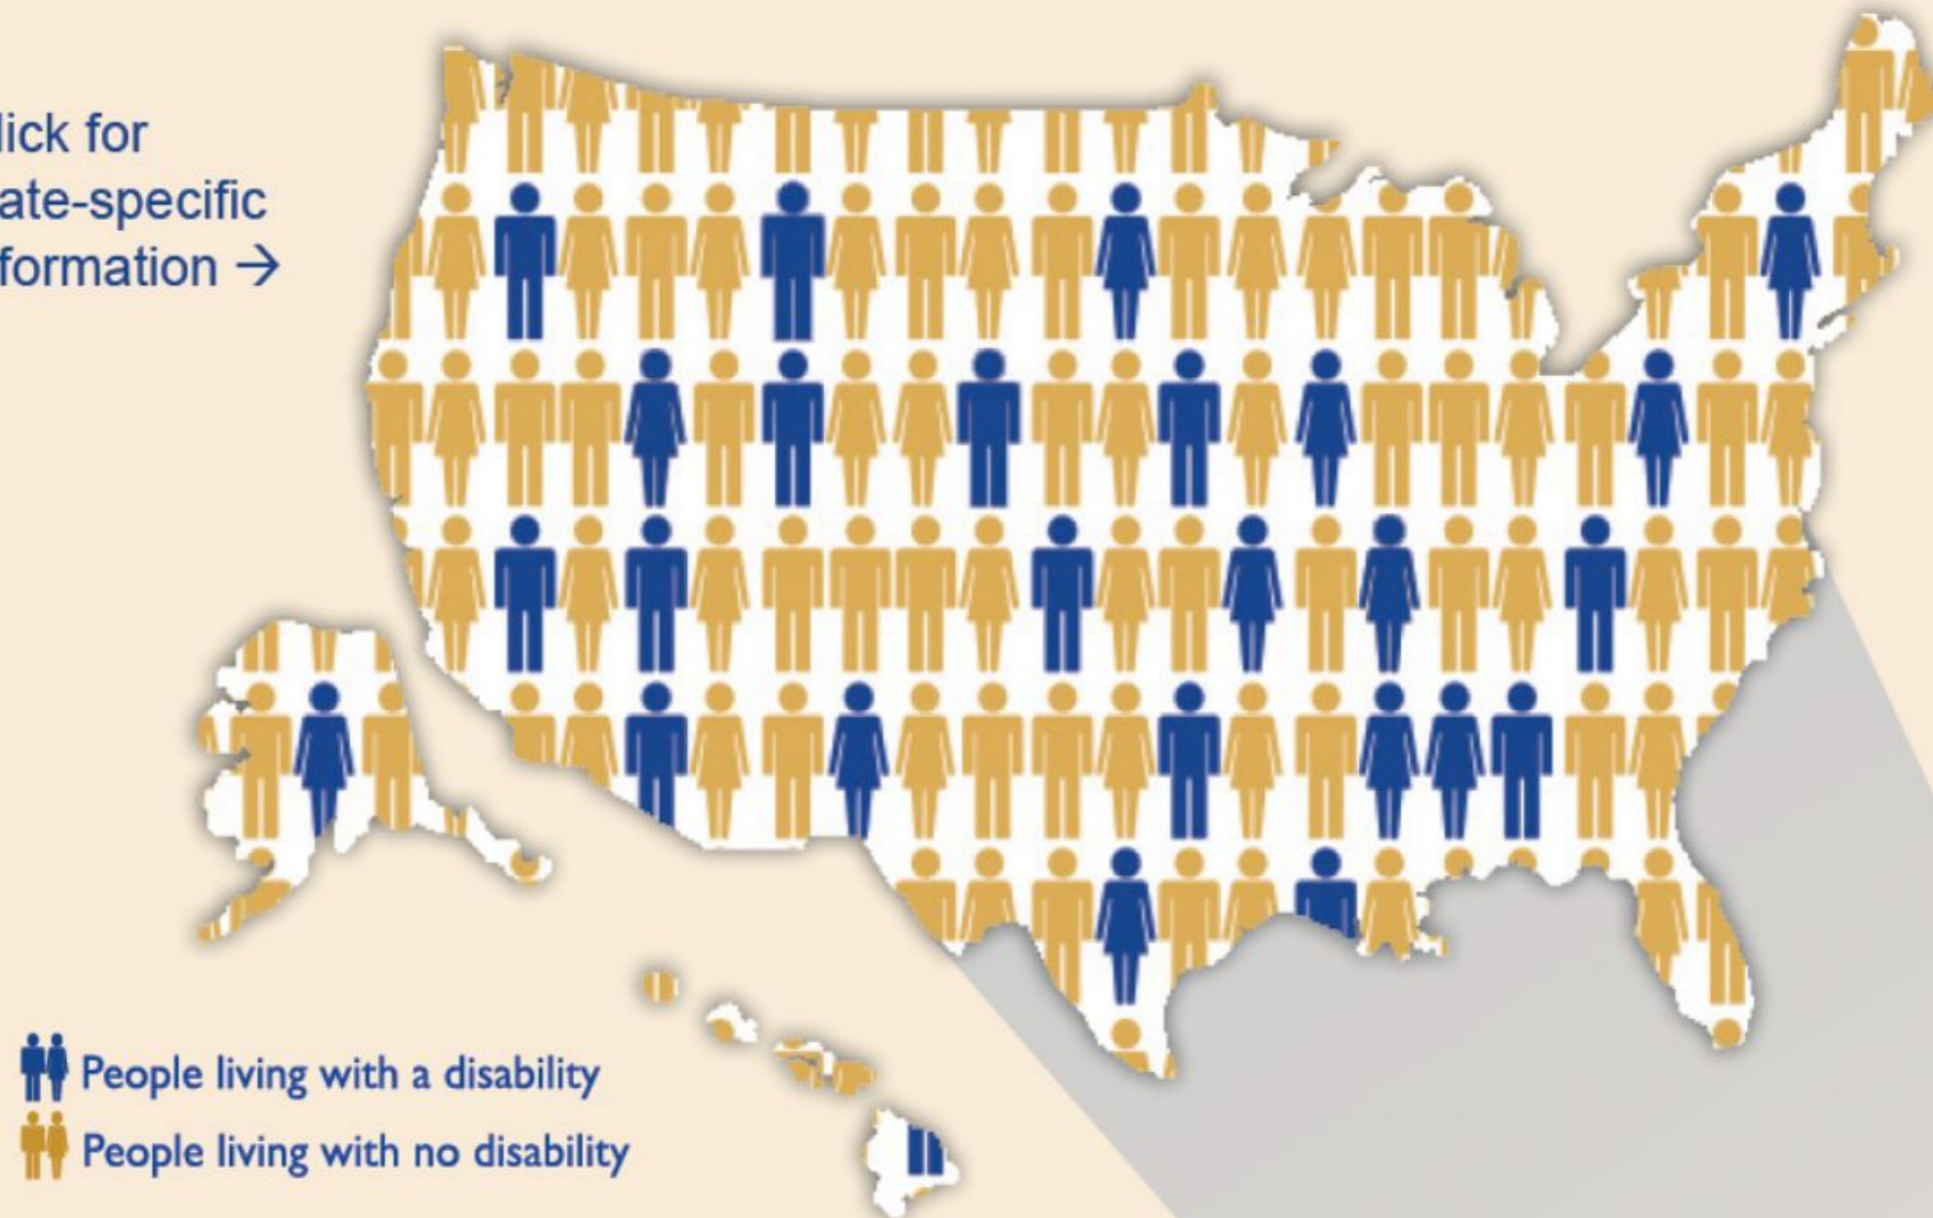 lick for
ate-specific
formation →
People living with a disability
People living with no disability